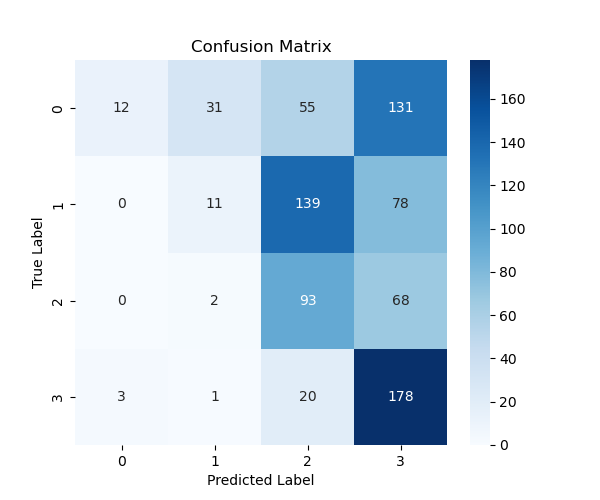 Confusion Matrix
True Label
0 12 31 55 131
1 0 11 139 78
2 0 2 93 68
3 3 1 20 178
0 1 2 3
Predicted Label
160
140
120
100
80
60
40
20
0